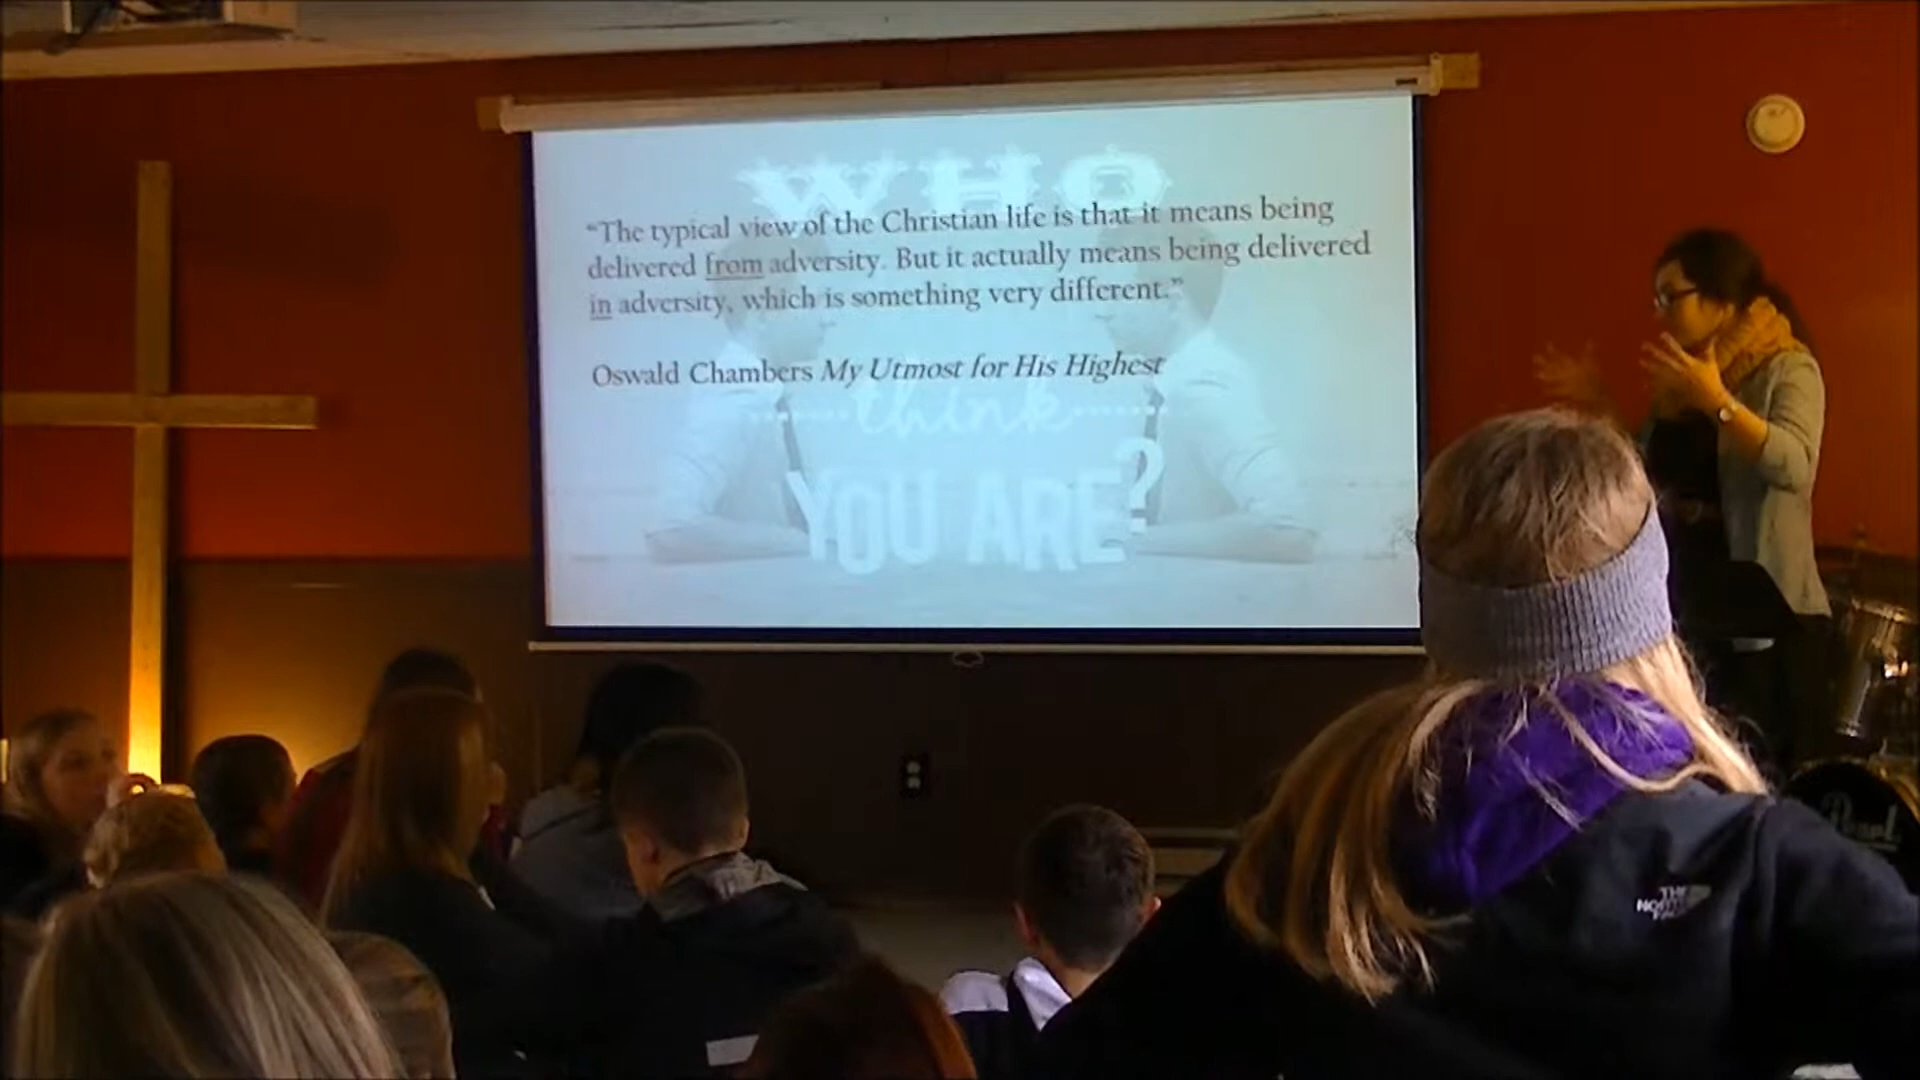 WHO
“The typical view of the Christian life is that it means being
delivered from adversity. But it actually means being delivered
in adversity, which is something very different.”
Oswald Chambers My Utmost for His Highest
think
YOU ARE?
THE
NORTH
FACE
Pearl